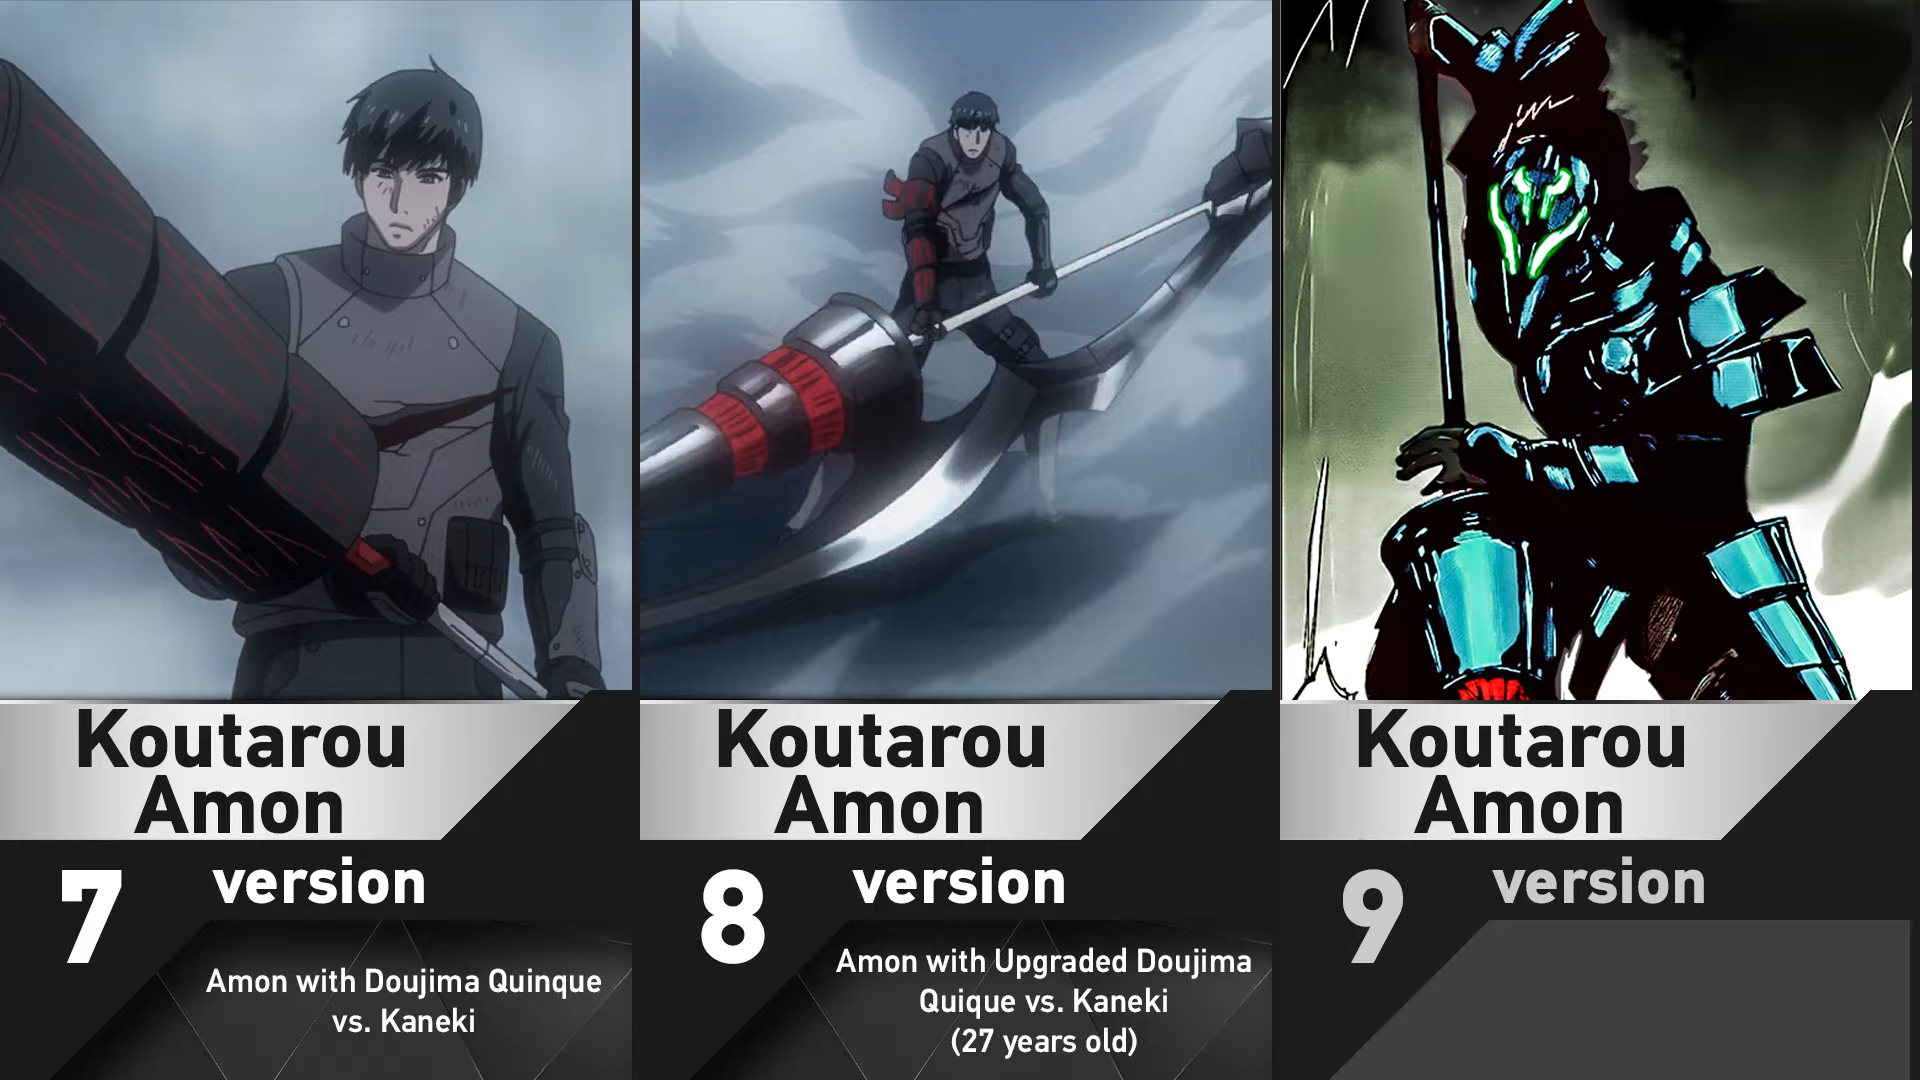 Koutarou
Amon
7
version
Amon with Doujima Quinque
vs. Kaneki
Koutarou
Amon
8
version
Amon with Upgraded Doujima
Quique vs. Kaneki
(27 years old)
Koutarou
Amon
9
version